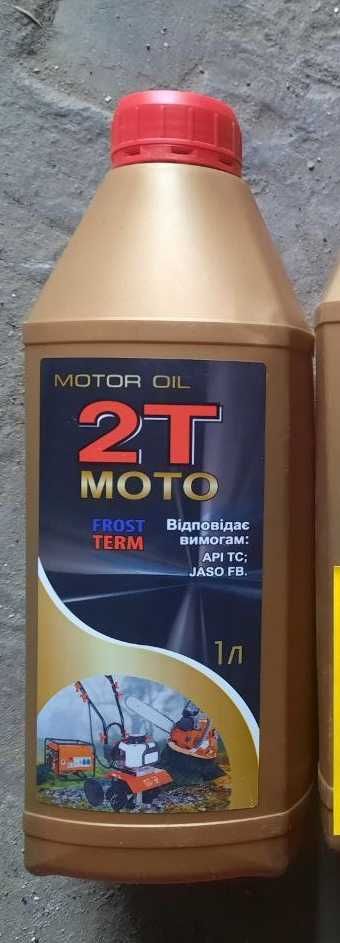 MOTOR OIL
2T
MOTO
FROST
TERM
Відповідає
вимогам:
API TC;
JASO FB.
1л